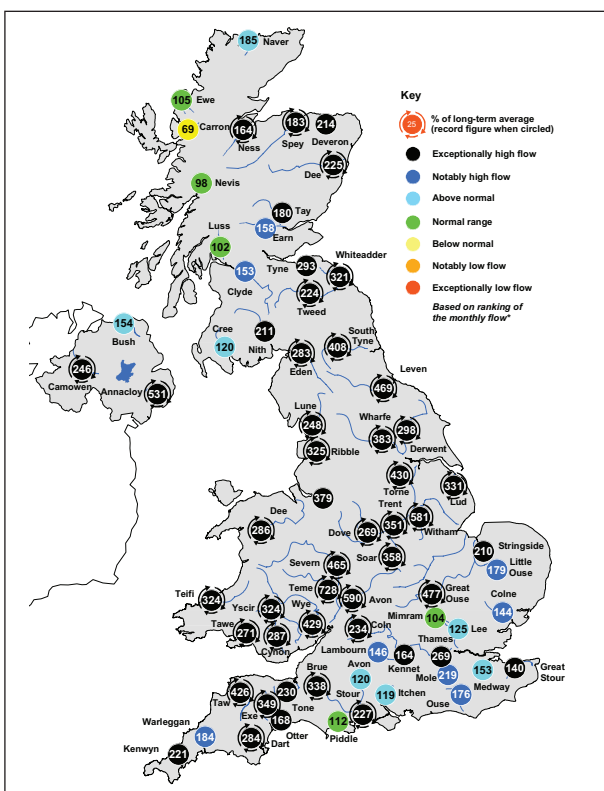 185 Naver
Key
105 Ewe
25 % of long-term average
(record figure when circled)
69 Carron
164
Ness
183
Spey
214
Deveron
Exceptionally high flow
225
Dee
Notably high flow
98 Nevis
Above normal
180 Tay
Normal range
158
Earn
Luss
102
Below normal
Whiteadder
Notably low flow
Tyne 293
321
153
Clyde
Exceptionally low flow
224
Tweed
Based on ranking of
the monthly flow*
154
Bush
Cree
120
211
Nith
South
Tyne
408
283
Eden
246
Camowen
Annacloy
531
Leven
469
Lune
248
Wharfe
383
298
Derwent
325 Ribble
430
Torne
331
Lud
379
Dee
286
Trent
351
581
Witham
Dove 269
Soar 358
210 Stringside
Little
Ouse
179
Severn
465
Teme
728
590 Avon
477 Great
Ouse
Colne
144
Teifi
324
Yscir
324
Wye
429
Mimram
104
125 Lee
Tawe
271
287
Cynon
234 Coln
Thames
269
Lambourn
146
164
Kennet
Mole
219
153
Medway
140 Great
Stour
Brue
338
Avon
120
119 Itchen
Ouse 176
Taw
426
230
Tone
Stour
227
Exe
349
168
Otter
112
Piddle
Warleggan
184
284
Dart
Kenwyn
221